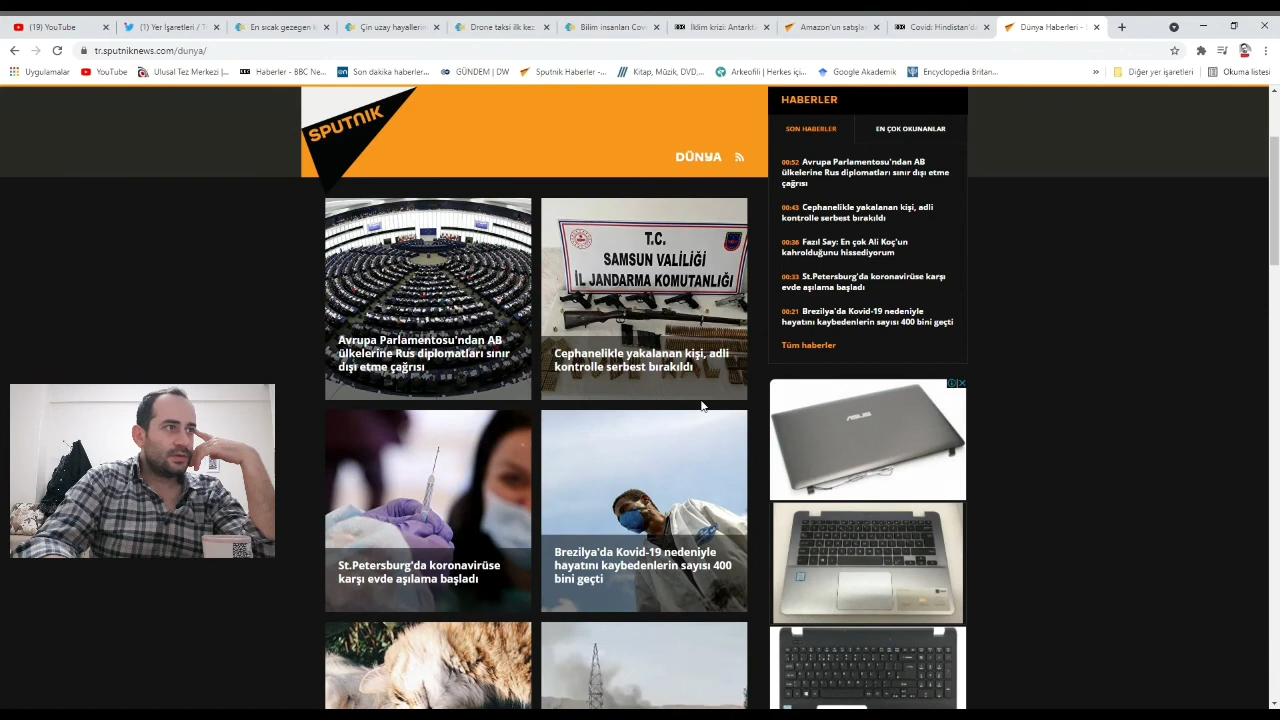 (19) YouTube
(1) Yer İşaretleri / T
En sıcak gezegen k
Çin uzay hayallerin
Drone taksi ilk kez
Bilim insanları Cov
İklim krizi: Antarkt
Amazon'un satışla
Covid: Hindistan'da
Dünya Haberleri - S
tr.sputniknews.com/dunya/
Uygulamalar
YouTube
Ulusal Tez Merkezi |...
Haberler - BBC Ne...
Son dakika haberler...
GÜNDEM | DW
Sputnik Haberler -...
Kitap, Müzik, DVD,...
Arkeofili | Herkes içi...
Google Akademik
Encyclopedia Britan...
»
Diğer yer işaretleri
Okuma listesi
SPUTNIK
DÜNYA
HABERLER
SON HABERLER
EN ÇOK OKUNANLAR
00:52 Avrupa Parlamentosu'ndan AB
ülkelerine Rus diplomatları sınır dışı etme
çağrısı
00:43 Cephanelikle yakalanan kişi, adli
kontrolle serbest bırakıldı
00:36 Fazıl Say: En çok Ali Koç'un
kahrolduğunu hissediyorum
00:33 St.Petersburg'da koronavirüse karşı
evde aşılama başladı
00:21 Brezilya'da Kovid-19 nedeniyle
hayatını kaybedenlerin sayısı 400 bini geçti
Tüm haberler
Avrupa Parlamentosu'ndan AB
ülkelerine Rus diplomatları sınır
dışı etme çağrısı
T.C.
SAMSUN VALİLİĞİ
İL JANDARMA KOMUTANLIĞI
Cephanelikle yakalanan kişi, adli
kontrolle serbest bırakıldı
St.Petersburg'da koronavirüse
karşı evde aşılama başladı
Brezilya'da Kovid-19 nedeniyle
hayatını kaybedenlerin sayısı 400
bini geçti
ASUS